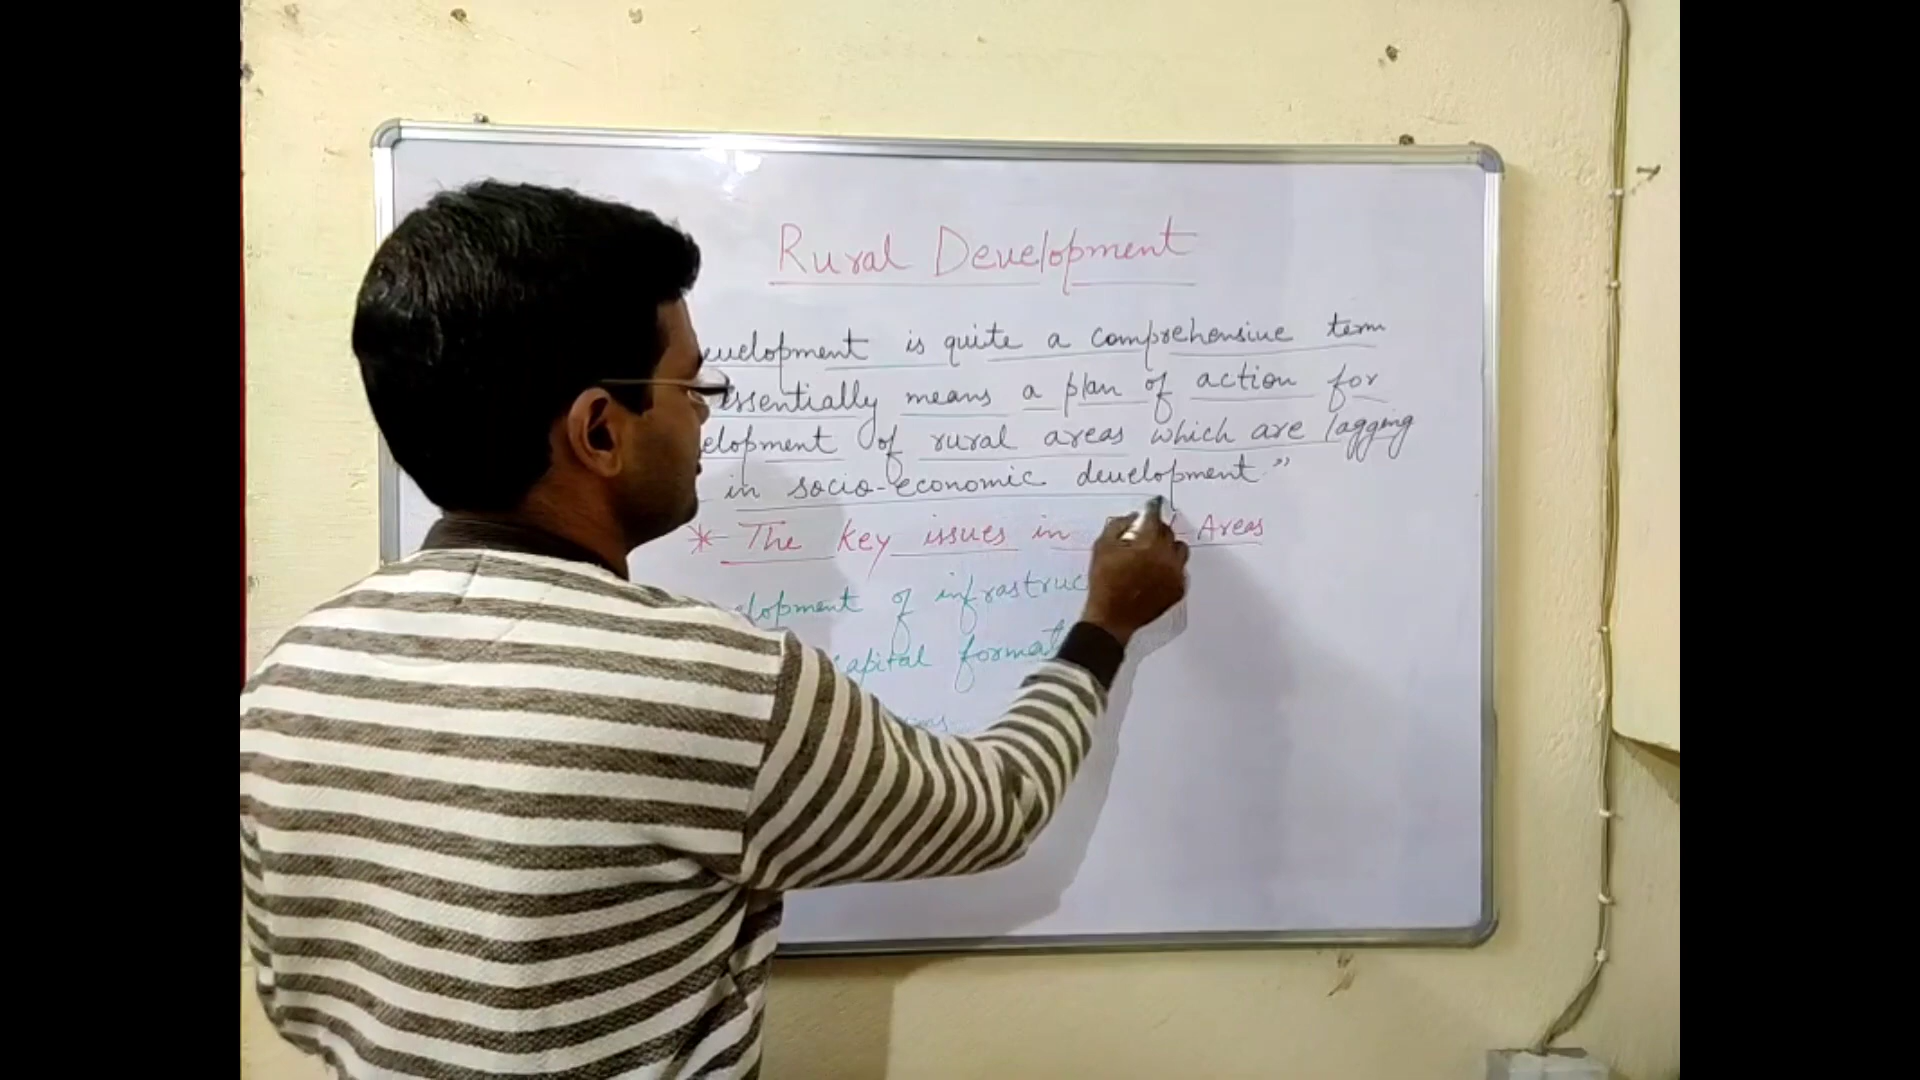 Rural Development
evelopment is quite a comprehensive term
essentially means a plan of action for
elopment of rural areas which are lagging
in socio-economic development"
* The key issues in Areas
elopment of infrastruc
capital format